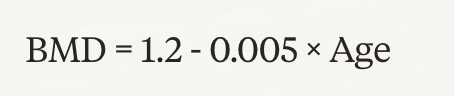 BMD = 1.2 - 0.005 × Age